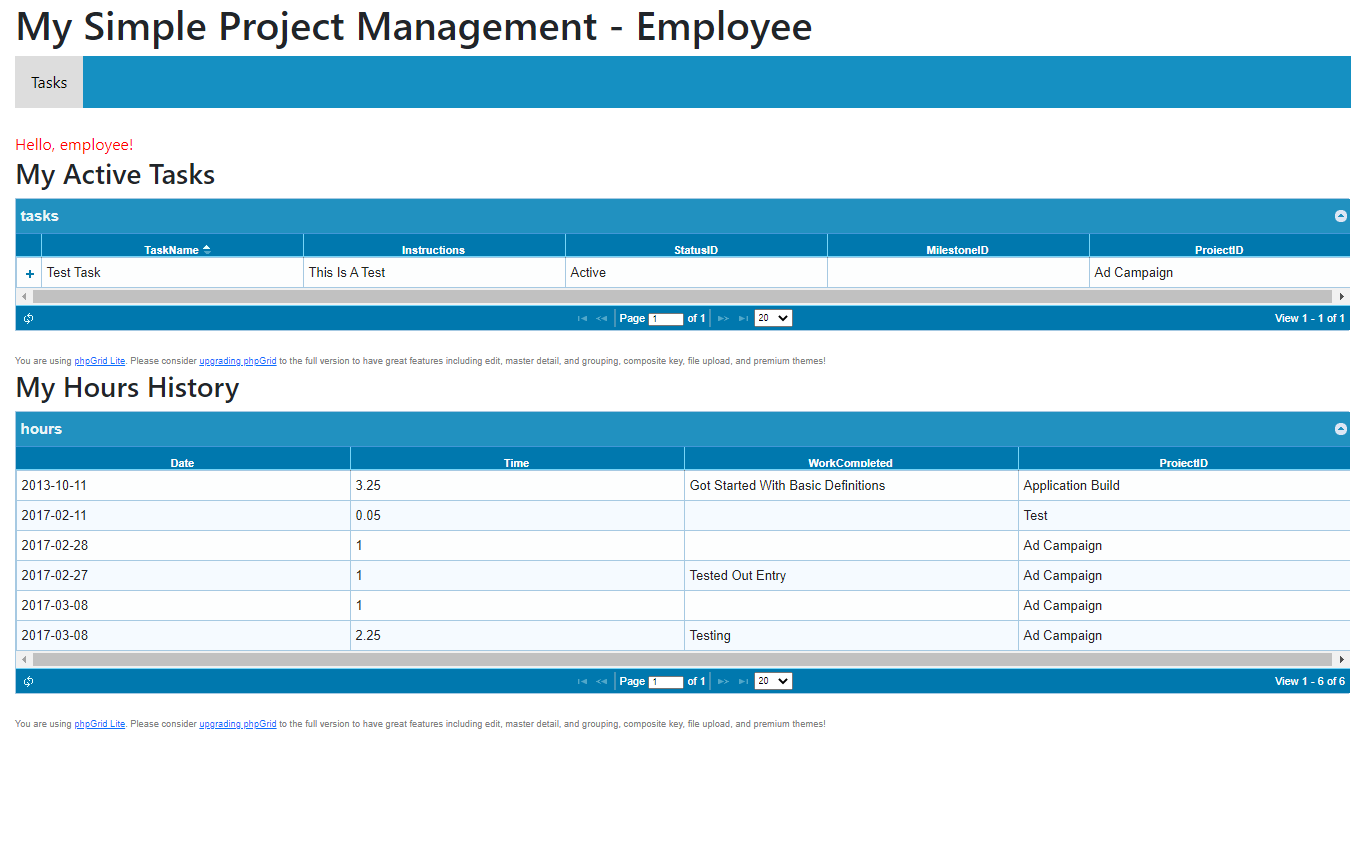 My Simple Project Management - Employee
Tasks
Hello, employee!
My Active Tasks
tasks
TaskName Instructions StatusID MilestoneID ProjectID
+ Test Task This Is A Test Active Ad Campaign
Page 1 of 1 20 View 1 - 1 of 1
You are using phpGrid Lite. Please consider upgrading phpGrid to the full version to have great features including edit, master detail, and grouping, composite key, file upload, and premium themes!
My Hours History
hours
Date Time WorkCompleted ProjectID
2013-10-11 3.25 Got Started With Basic Definitions Application Build
2017-02-11 0.05 Test
2017-02-28 1 Ad Campaign
2017-02-27 1 Tested Out Entry Ad Campaign
2017-03-08 1 Ad Campaign
2017-03-08 2.25 Testing Ad Campaign
Page 1 of 1 20 View 1 - 6 of 6
You are using phpGrid Lite. Please consider upgrading phpGrid to the full version to have great features including edit, master detail, and grouping, composite key, file upload, and premium themes!